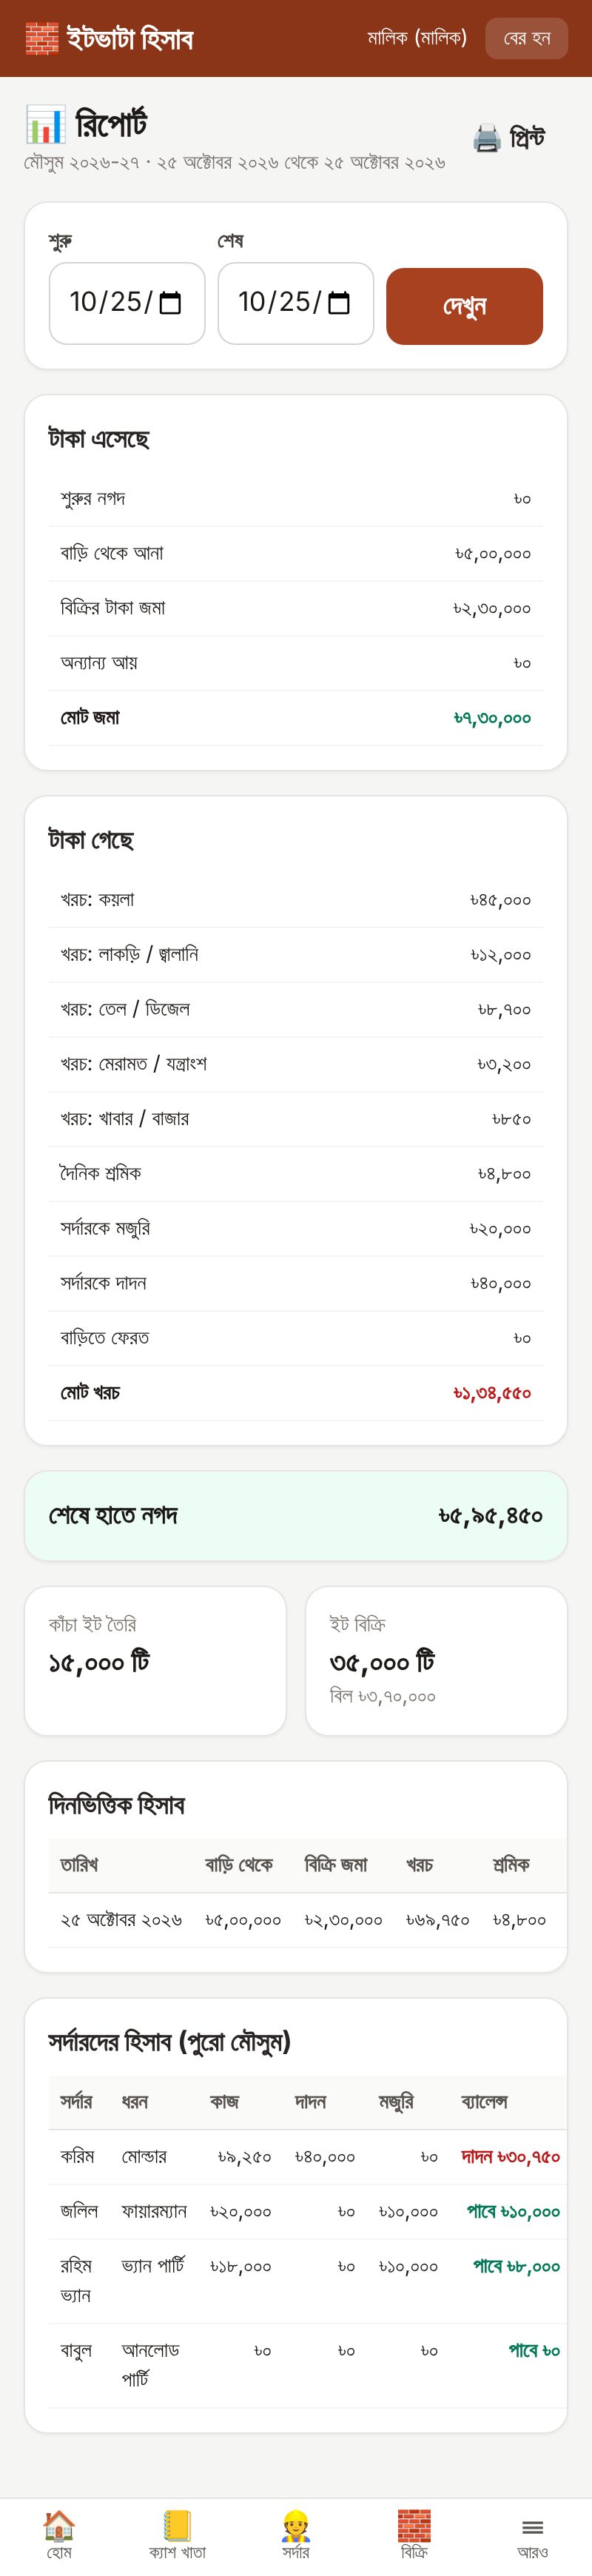 ইটভাটা হিসাব
মালিক (মালিক)
বের হন
রিপোর্ট
মৌসুম ২০২৬-২৭ · ২৫ অক্টোবর ২০২৬ থেকে ২৫ অক্টোবর ২০২৬
প্রিন্ট
শুরু শেষ
10/25/ 10/25/ দেখুন
টাকা এসেছে
শুরুর নগদ ৳০
বাড়ি থেকে আনা ৳৫,০০,০০০
বিক্রির টাকা জমা ৳২,৩০,০০০
অন্যান্য আয় ৳০
মোট জমা ৳৭,৩০,০০০
টাকা গেছে
খরচ: কয়লা ৳৪৫,০০০
খরচ: লাকড়ি / জ্বালানি ৳১২,০০০
খরচ: তেল / ডিজেল ৳৮,৭০০
খরচ: মেরামত / যন্ত্রাংশ ৳৩,২০০
খরচ: খাবার / বাজার ৳৮৫০
দৈনিক শ্রমিক ৳৪,৮০০
সর্দারকে মজুরি ৳২০,০০০
সর্দারকে দাদন ৳৪০,০০০
বাড়িতে ফেরত ৳০
মোট খরচ ৳১,৩৪,৫৫০
শেষে হাতে নগদ ৳৫,৯৫,৪৫০
কাঁচা ইট তৈরি
১৫,০০০ টি
ইট বিক্রি
৩৫,০০০ টি
বিল ৳৩,৭০,০০০
দিনভিত্তিক হিসাব
তারিখ বাড়ি থেকে বিক্রি জমা খরচ শ্রমিক
২৫ অক্টোবর ২০২৬ ৳৫,০০,০০০ ৳২,৩০,০০০ ৳৬৯,৭৫০ ৳৪,৮০০
সর্দারদের হিসাব (পুরো মৌসুম)
সর্দার ধরন কাজ দাদন মজুরি ব্যালেন্স
করিম মোল্ডার ৳৯,২৫০ ৳৪০,০০০ ৳০ দাদন ৳৩০,৭৫০
জলিল ফায়ারম্যান ৳২০,০০০ ৳০ ৳১০,০০০ পাবে ৳১০,০০০
রহিম ভ্যান পার্টি ৳১৮,০০০ ৳০ ৳১০,০০০ পাবে ৳৮,০০০
ভ্যান
বাবুল আনলোড ৳০ ৳০ ৳০ পাবে ৳০
পার্টি
হোম ক্যাশ খাতা সর্দার বিক্রি আরও